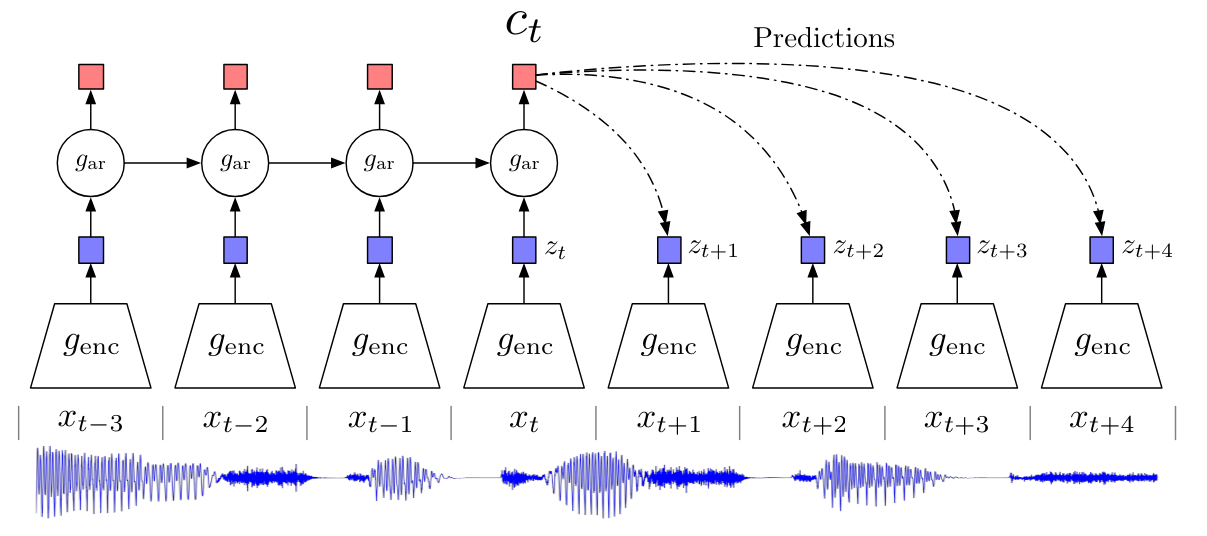 c_t
Predictions
g_ar g_ar g_ar g_ar
z_t z_{t+1} z_{t+2} z_{t+3} z_{t+4}
g_enc g_enc g_enc g_enc g_enc g_enc g_enc g_enc
x_{t-3} x_{t-2} x_{t-1} x_t x_{t+1} x_{t+2} x_{t+3} x_{t+4}